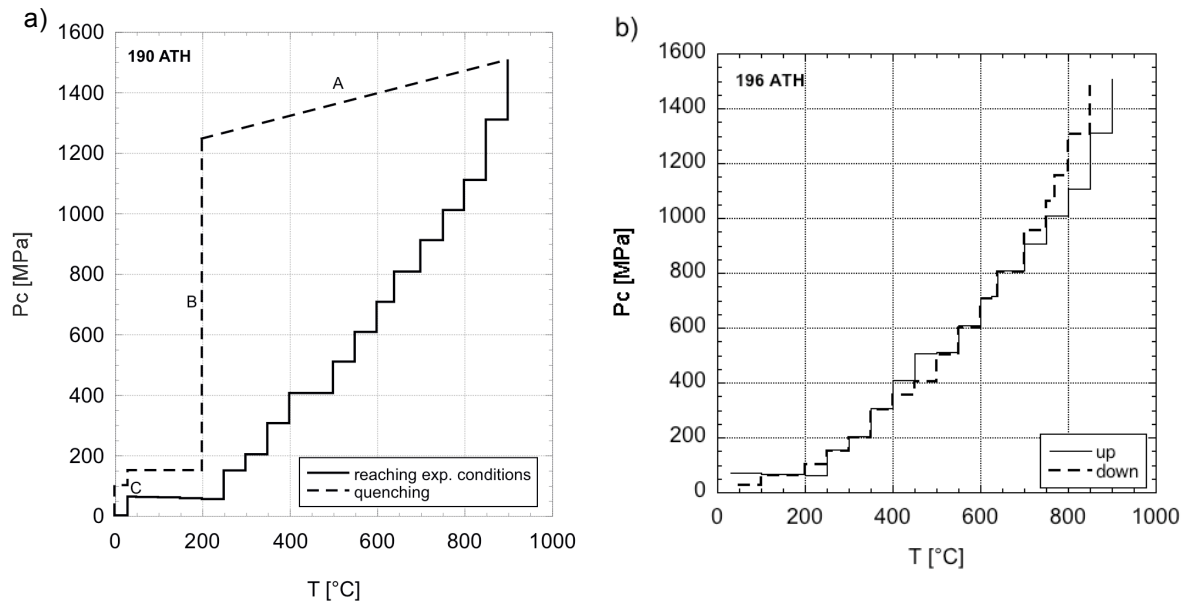 a)
190 ATH
Pc [MPa]
1600
1400
1200
1000
800
600
400
200
0
A
B
C
reaching exp. conditions
quenching
0 200 400 600 800 1000
T [°C]
b)
196 ATH
Pc [MPa]
1600
1400
1200
1000
800
600
400
200
0
up
down
0 200 400 600 800 1000
T [°C]